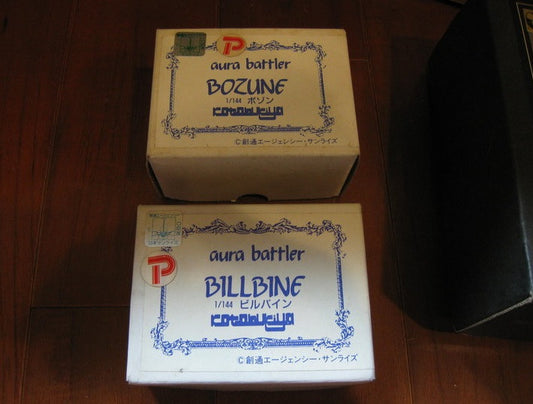 aura battler
BOZUNE
1/144 ボゾン
kotobukiya
©創通エージェンシー・サンライズ
aura battler
BILLBINE
1/144 ビルバイン
kotobukiya
©創通エージェンシー・サンライズ